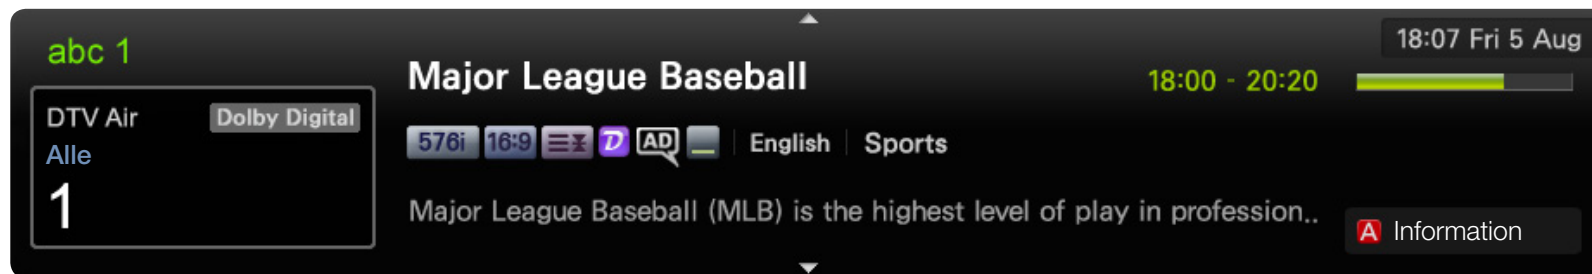 abc 1
DTV Air Dolby Digital
Alle
1
Major League Baseball
18:00 - 20:20
18:07 Fri 5 Aug
576i 16:9 D AD English Sports
Major League Baseball (MLB) is the highest level of play in profession..
A Information